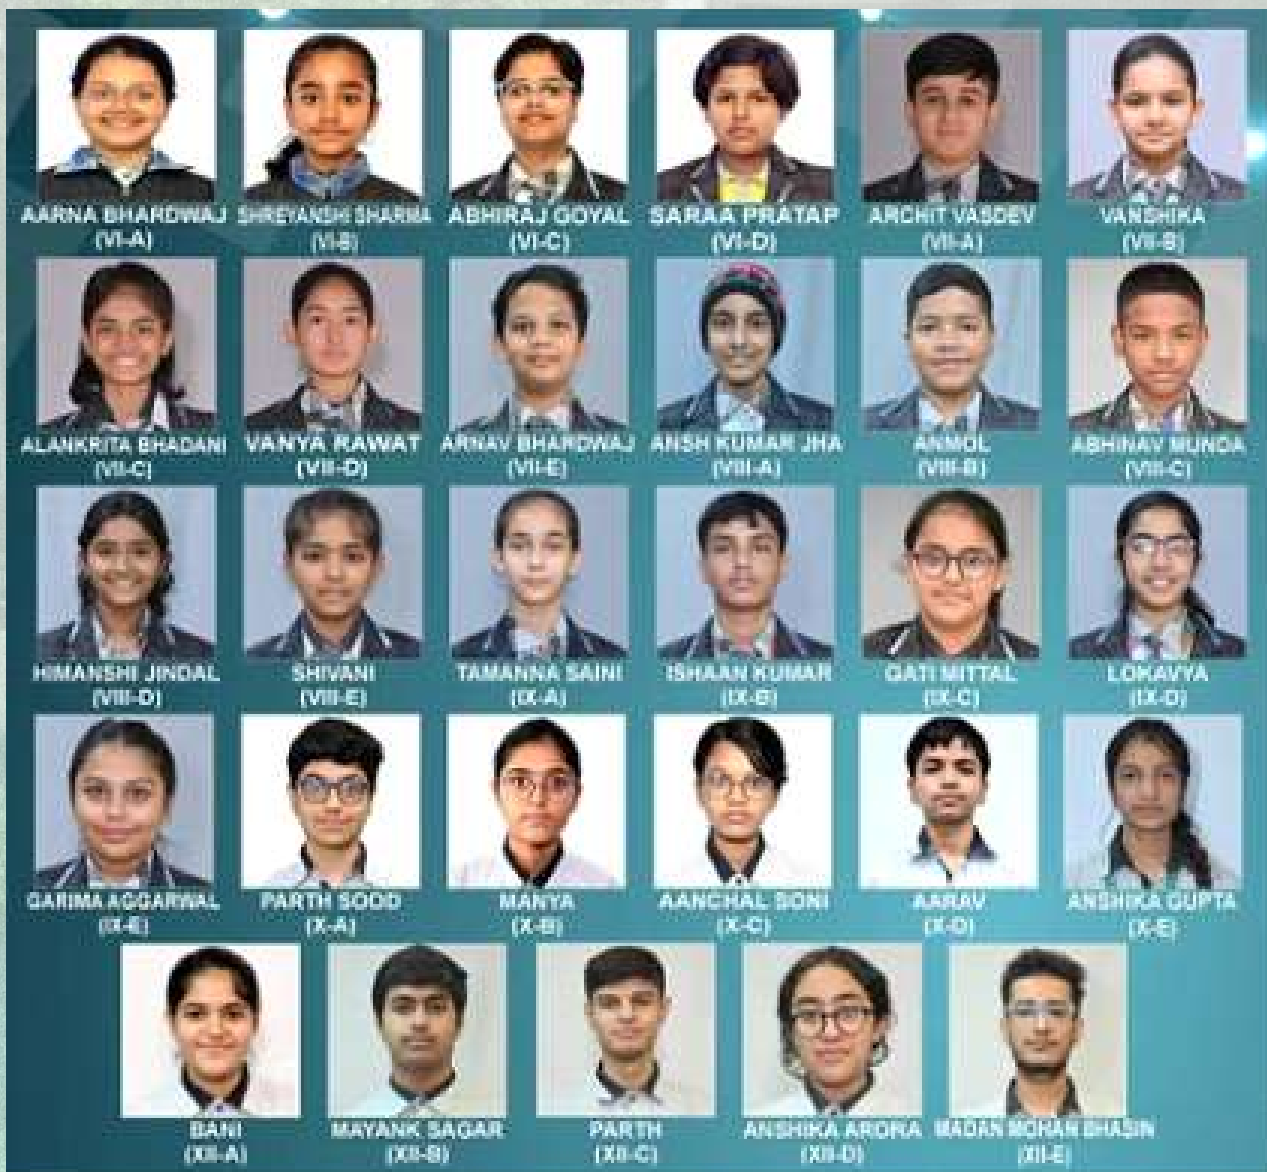 AARNA BHARDWAJ SHREYANSHI SHARMA ABHIRAJ GOYAL SARAA PRATAP ARCHIT VASDEV VANSHIKA
(VI-A) (VI-B) (VI-C) (VI-D) (VII-A) (VII-B)
ALANKRITA BHADANI VANYA RAWAT ARNAV BHARDWAJ ANSH KUMAR JHA ANMOL ABHINAV MUNDA
(VII-C) (VII-D) (VII-E) (VIII-A) (VIII-B) (VIII-C)
HIMANSHI JINDAL SHIVANI TAMANNA SAINI ISHAAN KUMAR GATI MITTAL LOKAVYA
(VIII-D) (VIII-E) (IX-A) (IX-B) (IX-C) (IX-D)
GARIMA AGGARWAL PARTH SOOD MANYA AANCHAL SONI AARAV ANSHIKA GUPTA
(IX-E) (X-A) (X-B) (X-C) (X-D) (X-E)
BANI MAYANK SAGAR PARTH ANSHIKA ARORA MADAN MOHAN BHASIN
(XII-A) (XII-B) (XII-C) (XII-D) (XII-E)